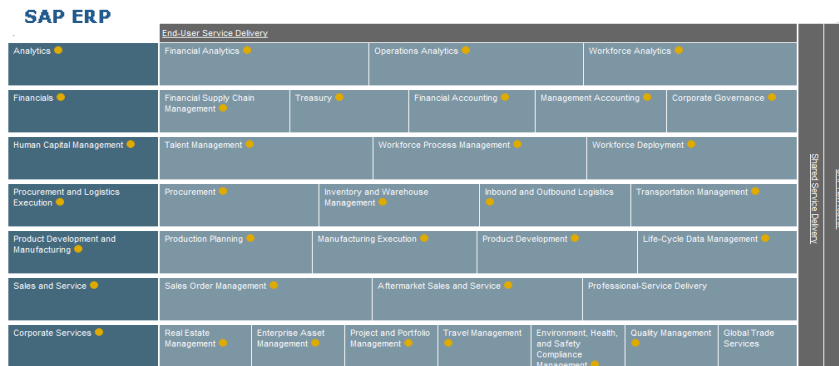 SAP ERP
End-User Service Delivery
Analytics
Financial Analytics
Operations Analytics
Workforce Analytics
Financials
Financial Supply Chain
Management
Treasury
Financial Accounting
Management Accounting
Corporate Governance
Human Capital Management
Talent Management
Workforce Process Management
Workforce Deployment
Procurement and Logistics
Execution
Procurement
Inventory and Warehouse
Management
Inbound and Outbound Logistics
Transportation Management
Product Development and
Manufacturing
Production Planning
Manufacturing Execution
Product Development
Life-Cycle Data Management
Sales and Service
Sales Order Management
Aftermarket Sales and Service
Professional-Service Delivery
Corporate Services
Real Estate
Management
Enterprise Asset
Management
Project and Portfolio
Management
Travel Management
Environment, Health,
and Safety
Compliance
Management
Quality Management
Global Trade
Services
Shared Service Delivery